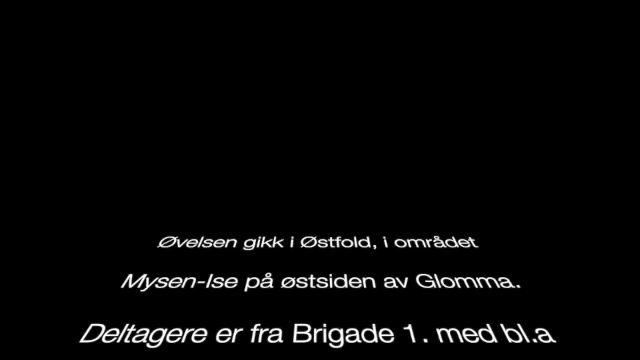 Øvelsen gikk i Østfold, i området
Mysen-Ise på østsiden av Glomma.
Deltagere er fra Brigade 1. med bl.a